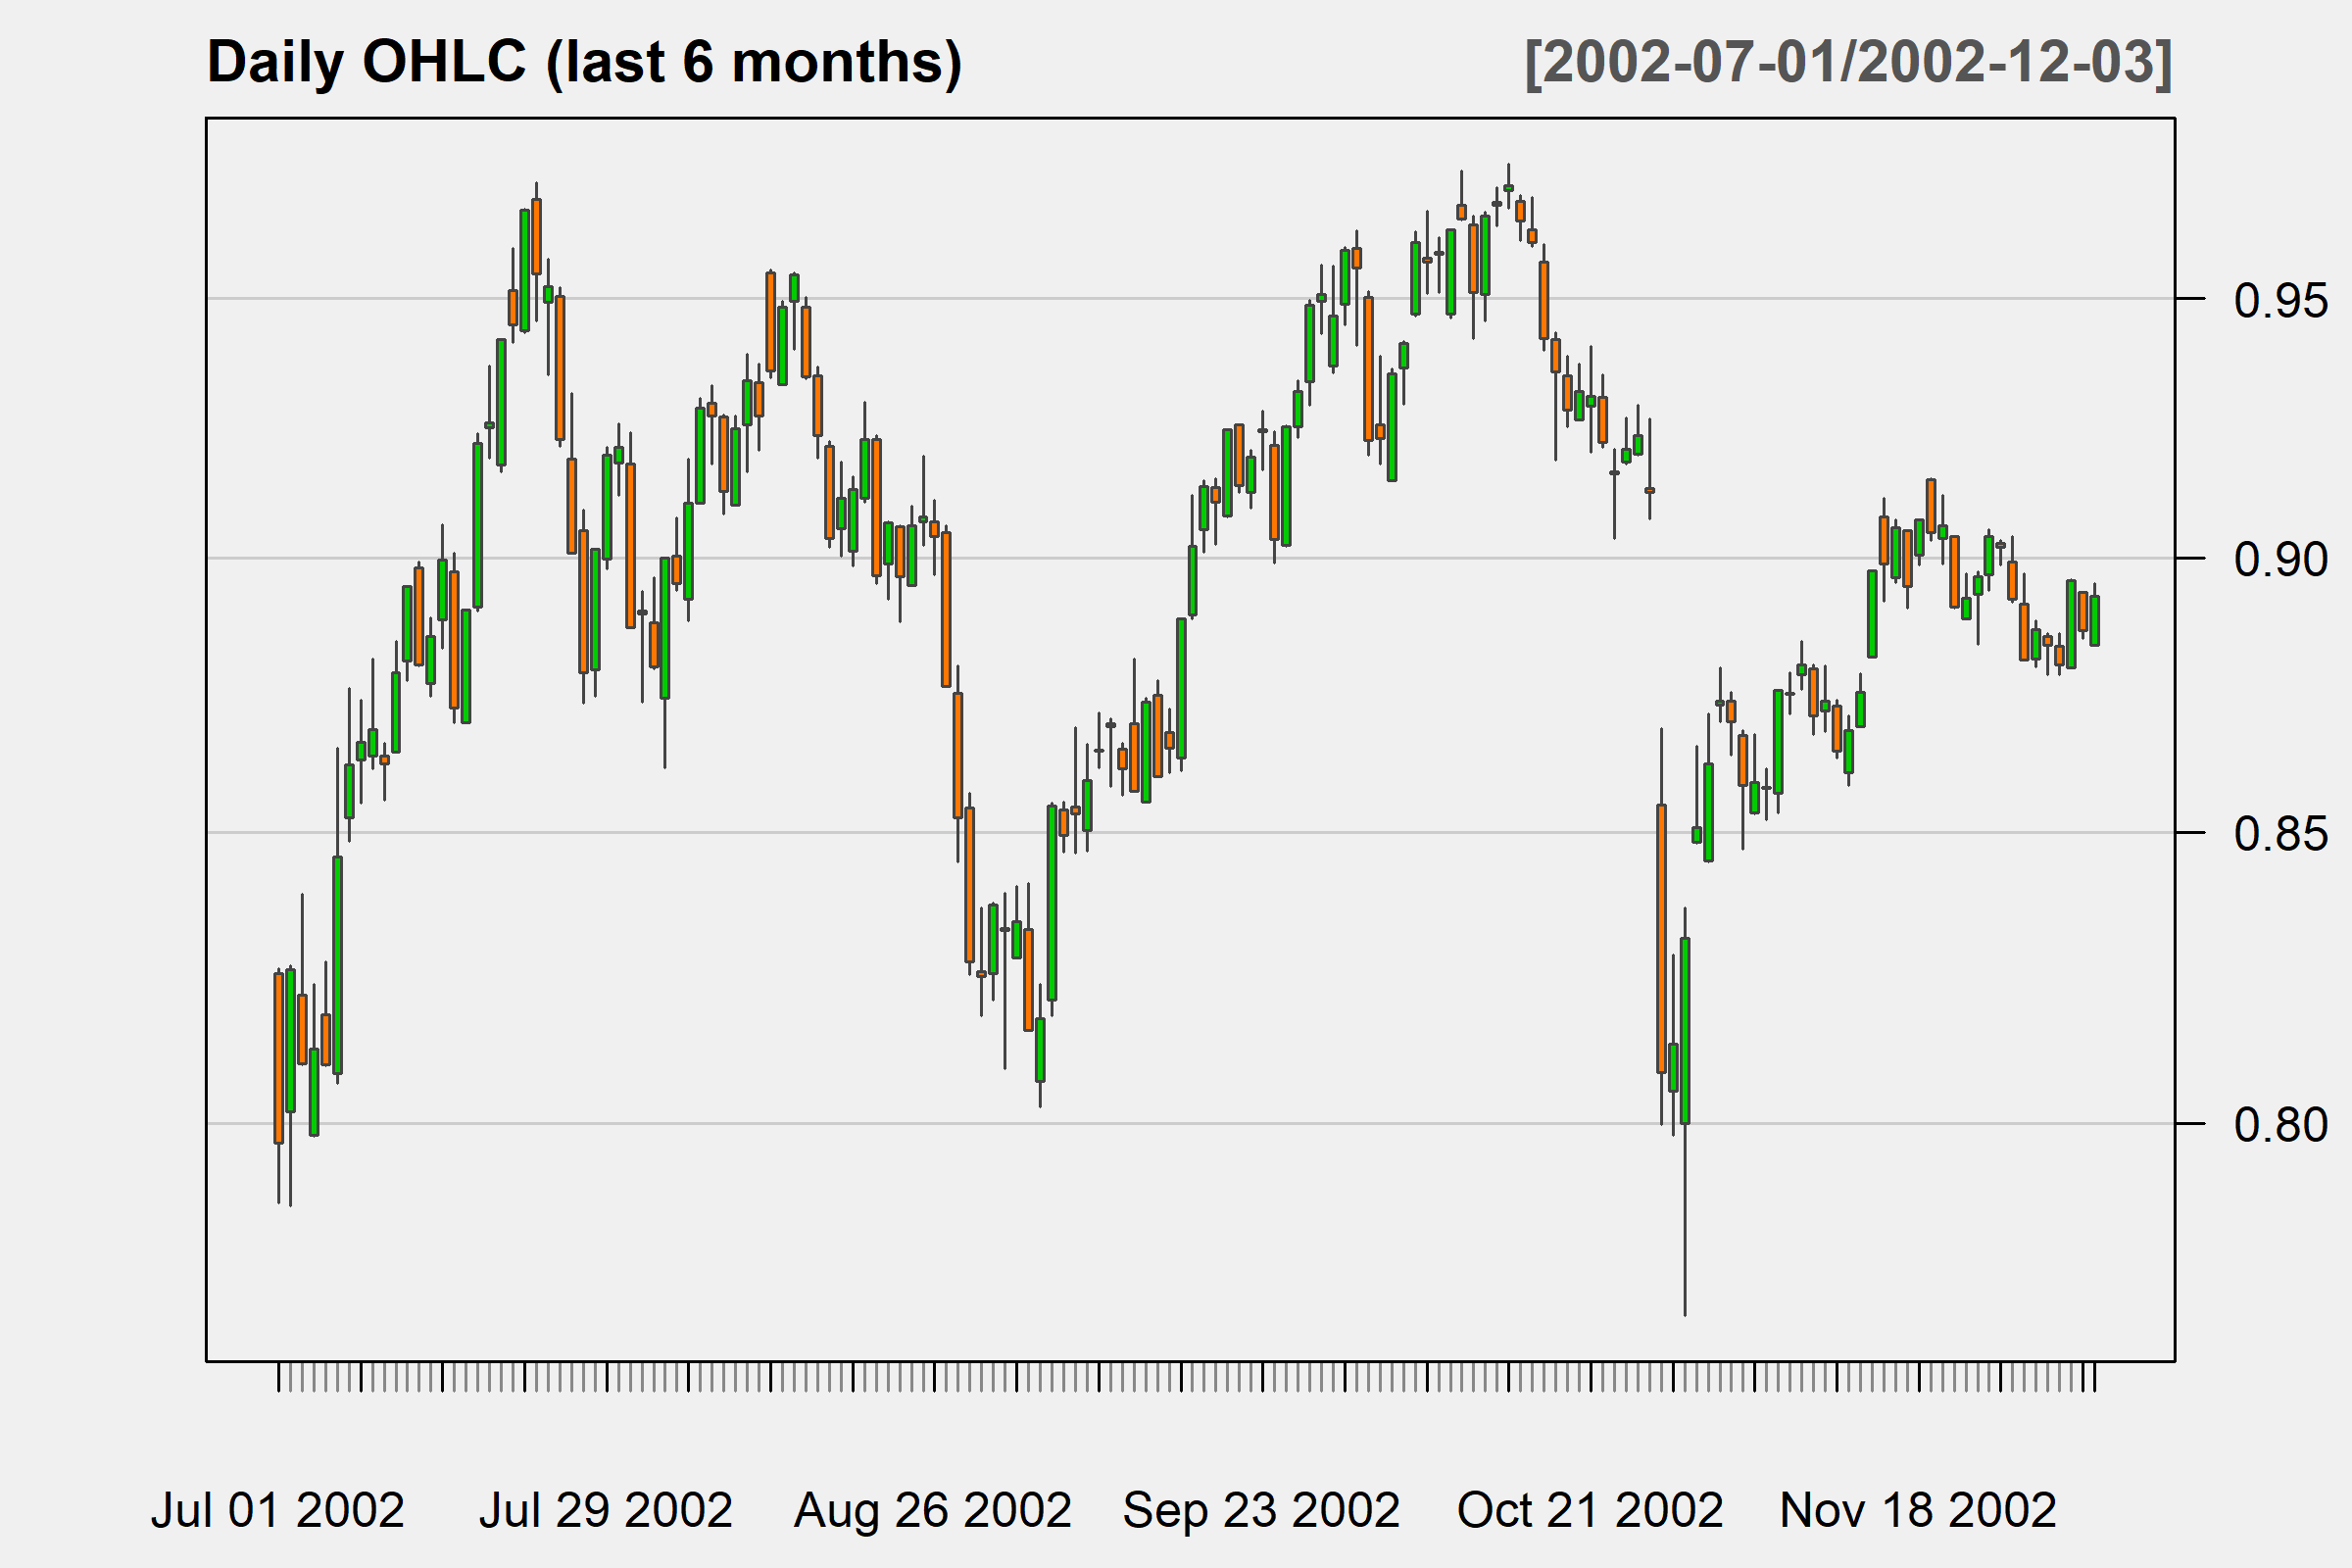 Daily OHLC (last 6 months) [2002-07-01/2002-12-03]
0.95
0.90
0.85
0.80
Jul 01 2002 Jul 29 2002 Aug 26 2002 Sep 23 2002 Oct 21 2002 Nov 18 2002